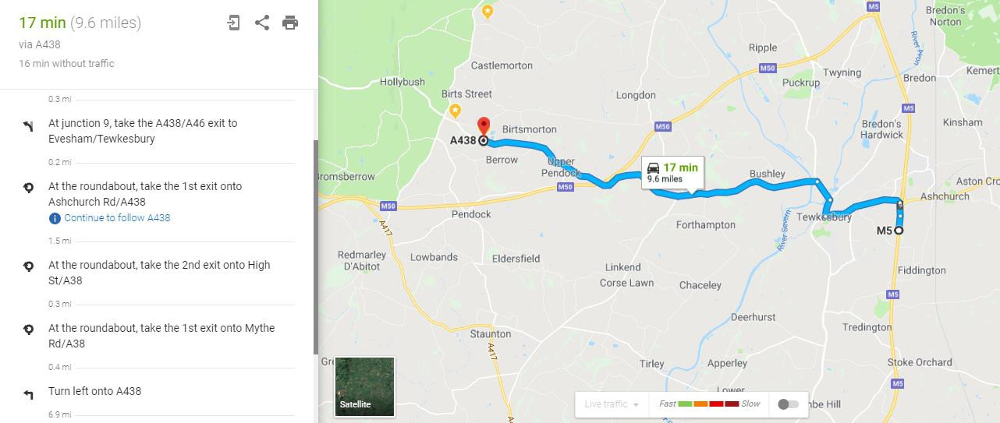 17 min (9.6 miles)
via A438
16 min without traffic
0.3 mi
At junction 9, take the A438/A46 exit to
Evesham/Tewkesbury
0.2 mi
At the roundabout, take the 1st exit onto
Ashchurch Rd/A438
Continue to follow A438
1.5 mi
At the roundabout, take the 2nd exit onto High
St/A38
0.3 mi
At the roundabout, take the 1st exit onto Mythe
Rd/A38
0.4 mi
Turn left onto A438
6.9 mi
M5
Bredon's
Norton
Ripple
Castlemorton
M50
Twyning
Kemert
Hollybush
Puckrup
Bredon
Birts Street
Longdon
M5
Birtsmorton
M50
Bredon's
Hardwick
Kinsham
A438
Berrow
Upper
Pendock
17 min
9.6 miles
Bushley
Bromsberrow
M50
Aston Cro
Ashchurch
M50
Pendock
Tewkesbury
River Severn
Forthampton
M5
A417
Redmarley
D'Abitot
Lowbands
Eldersfield
Linkend
Corse Lawn
Fiddington
Chaceley
M5
Deerhurst
Tredington
Staunton
A417
Gre
Tirley
Apperley
Stoke Orchard
M5
Lower
Satellite
Live traffic
Fast
Slow
mbe Hill